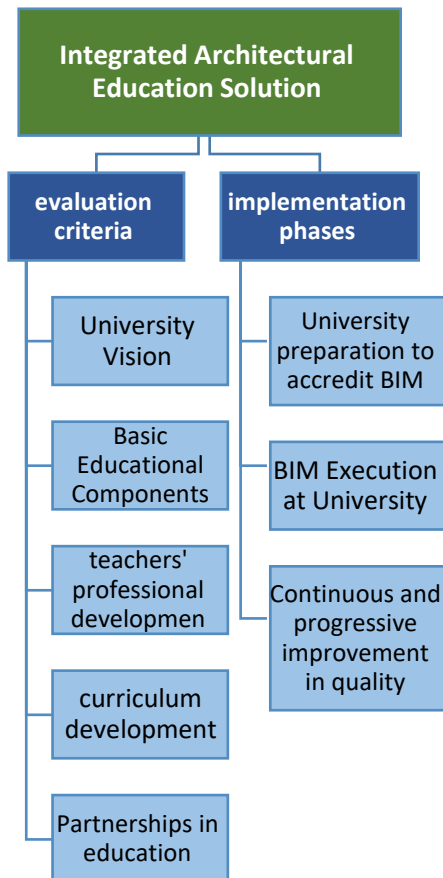 Integrated Architectural
Education Solution
evaluation
criteria
University
Vision
Basic
Educational
Components
teachers'
professional
developmen
curriculum
development
Partnerships in
education
implementation
phases
University
preparation to
accredit BIM
BIM Execution
at University
Continuous and
progressive
improvement
in quality